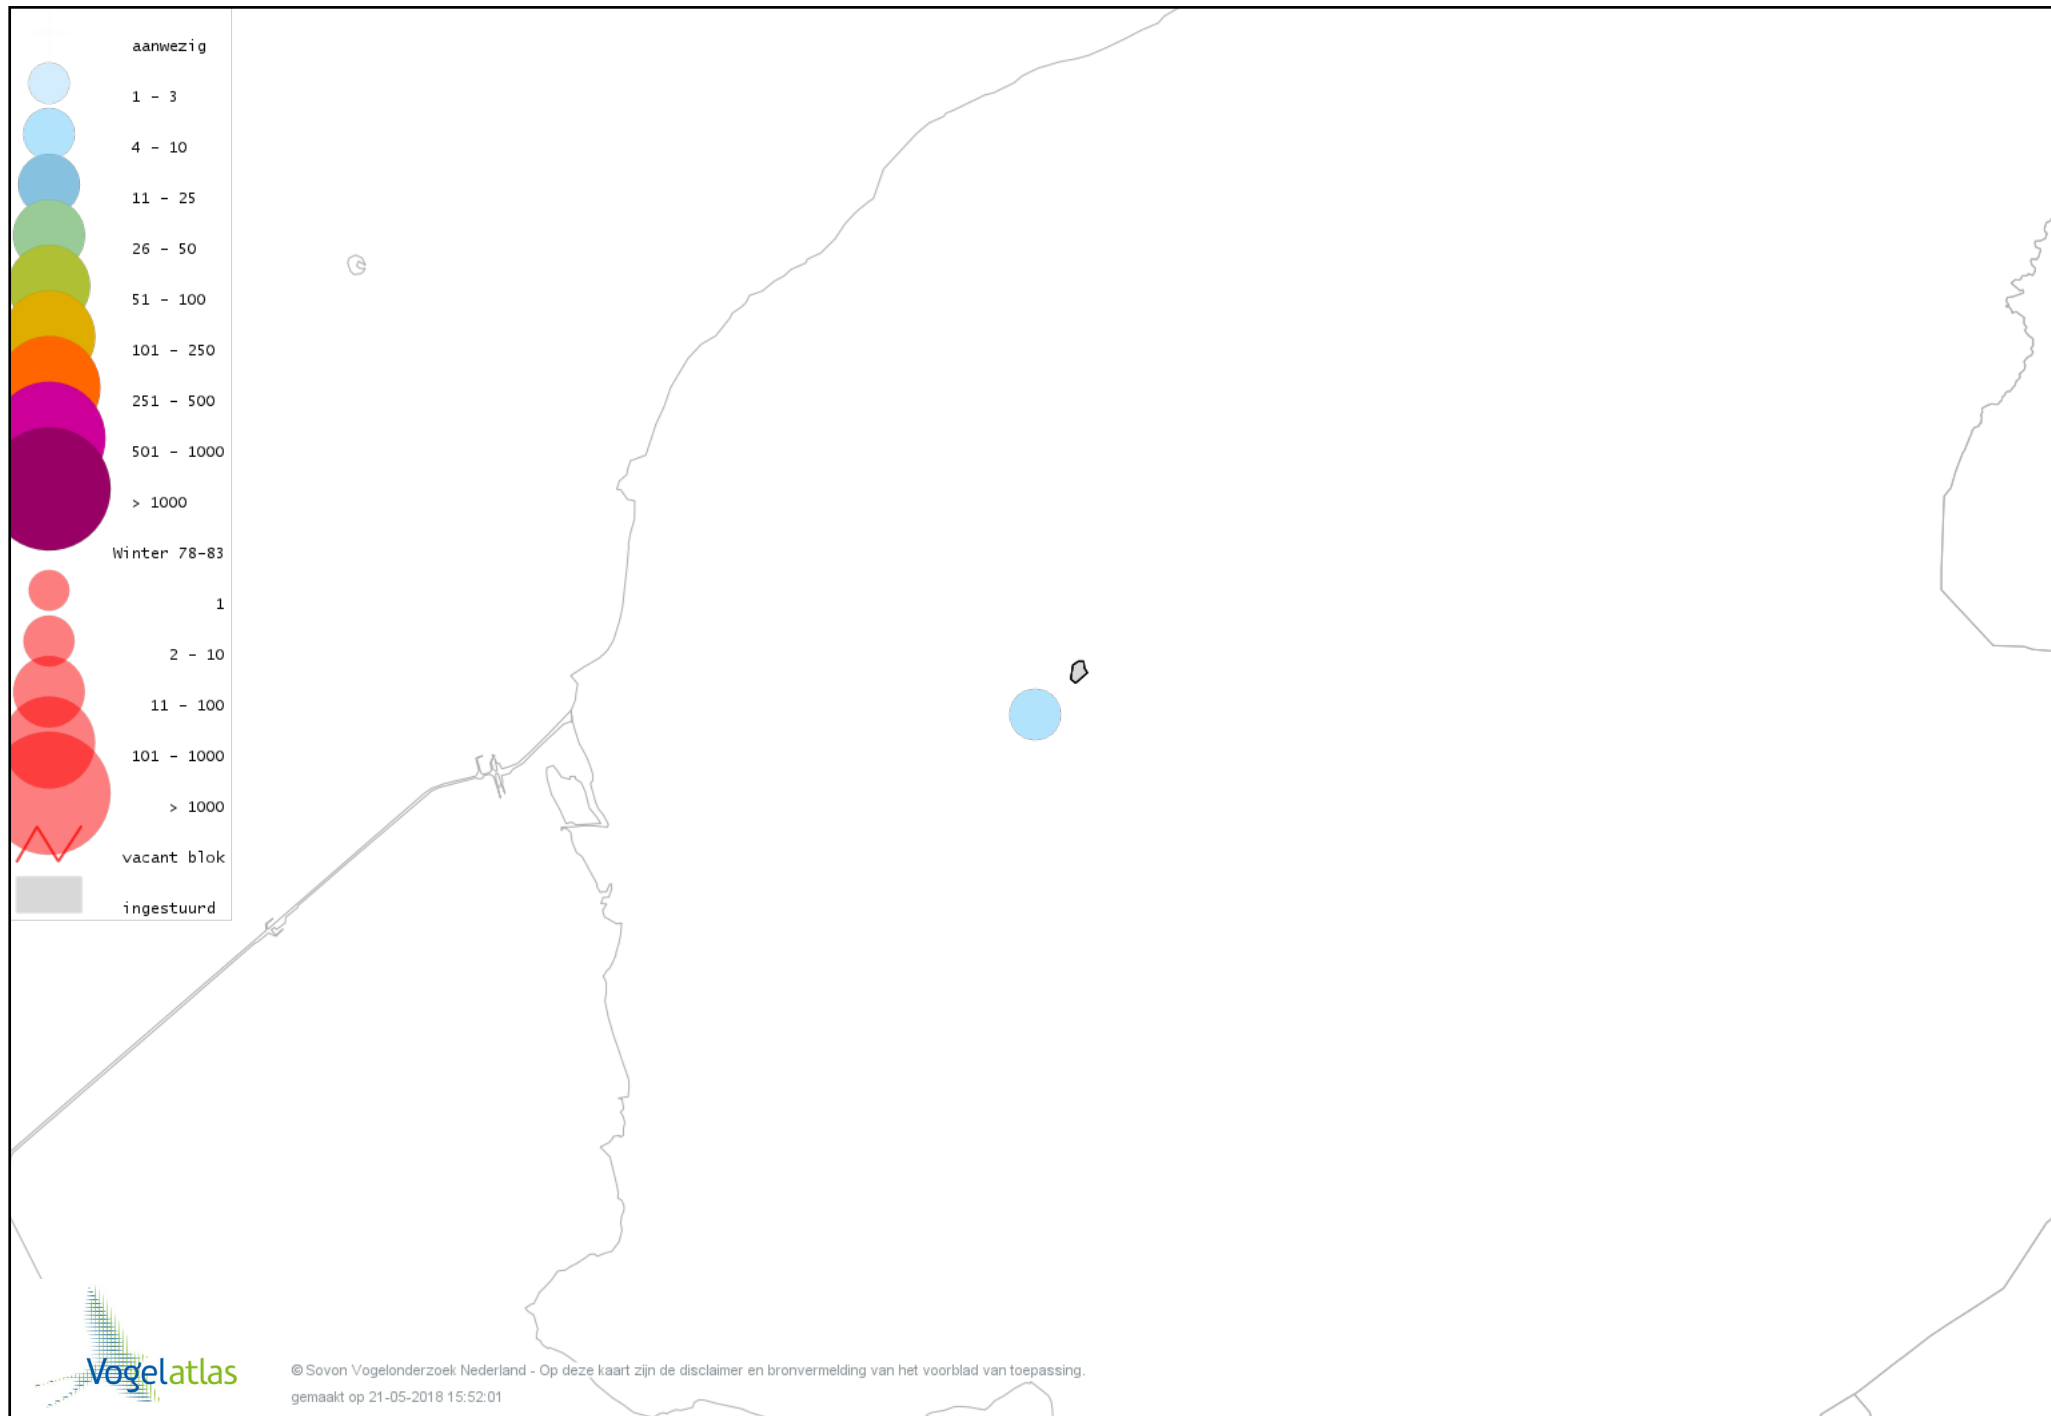 aanwezig
1 - 3
4 - 10
11 - 25
26 - 50
51 - 100
101 - 250
251 - 500
501 - 1000
> 1000
Winter 78-83
1
2 - 10
11 - 100
101 - 1000
> 1000
vacant blok
ingestuurd
Vogelatlas
© Sovon Vogelonderzoek Nederland - Op deze kaart zijn de disclaimer en bronvermelding van het voorblad van toepassing.
gemaakt op 21-05-2018 15:52:01